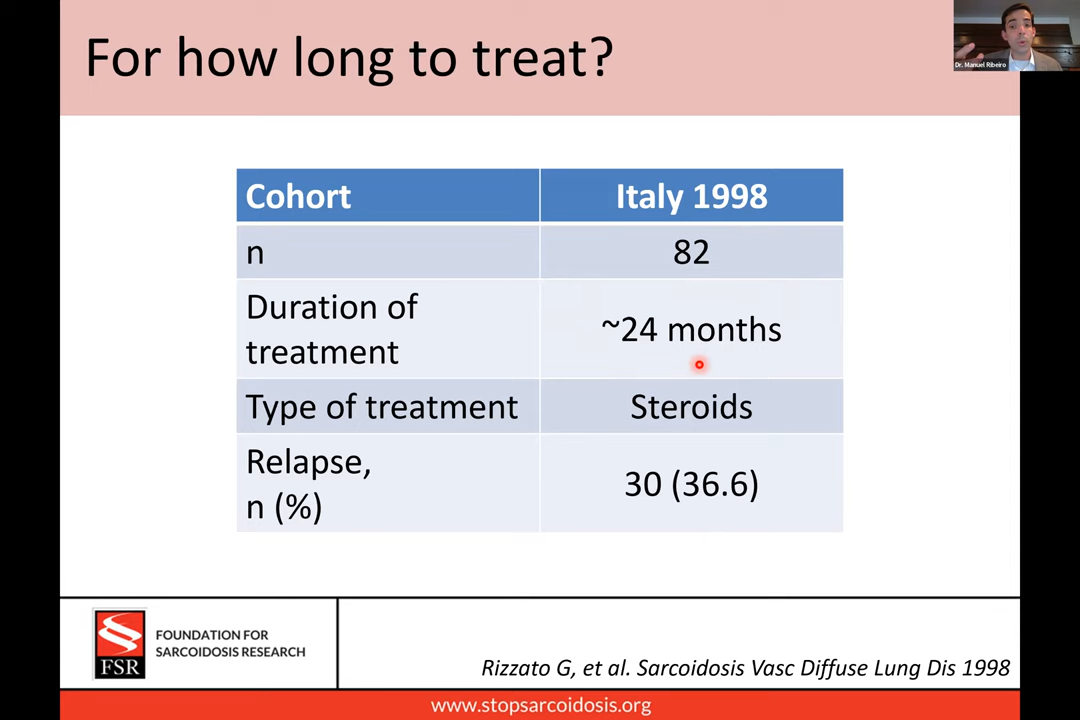 For how long to treat?
Dr. Manuel Ribeiro
Cohort
Italy 1998
n
82
Duration of
treatment
~24 months
Type of treatment
Steroids
Relapse,
n (%)
30 (36.6)
FSR
FOUNDATION FOR
SARCOIDOSIS RESEARCH
Rizzato G, et al. Sarcoidosis Vasc Diffuse Lung Dis 1998
www.stopsarcoidosis.org